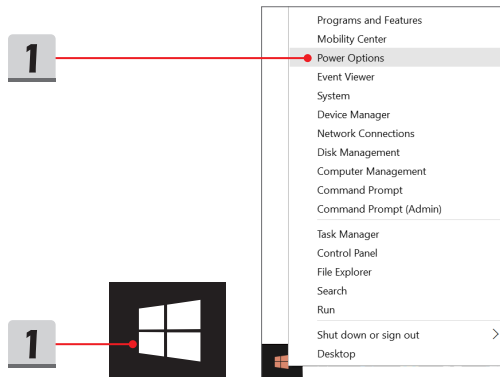 1
Programs and Features
Mobility Center
Power Options
Event Viewer
System
Device Manager
Network Connections
Disk Management
Computer Management
Command Prompt
Command Prompt (Admin)
Task Manager
Control Panel
File Explorer
Search
Run
Shut down or sign out
Desktop
1